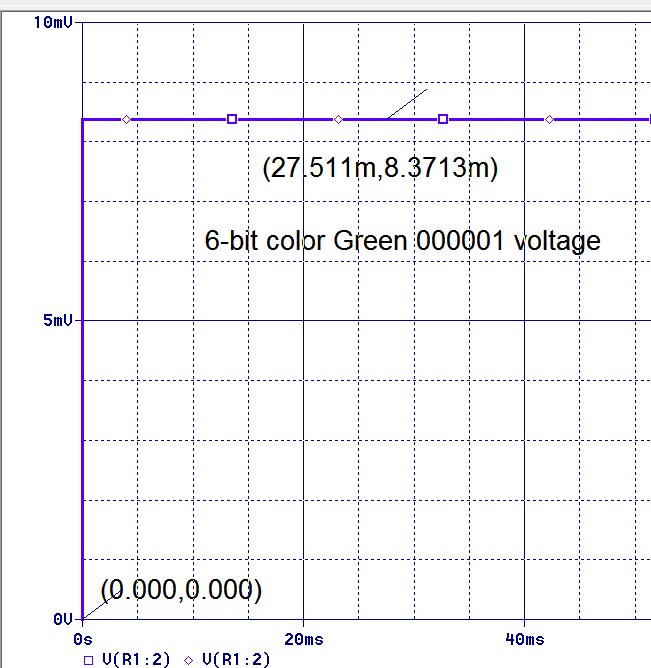 10mV
(27.511m,8.3713m)
6-bit color Green 000001 voltage
5mV
(0.000,0.000)
0V
0s 20ms 40ms
V(R1:2) V(R1:2)